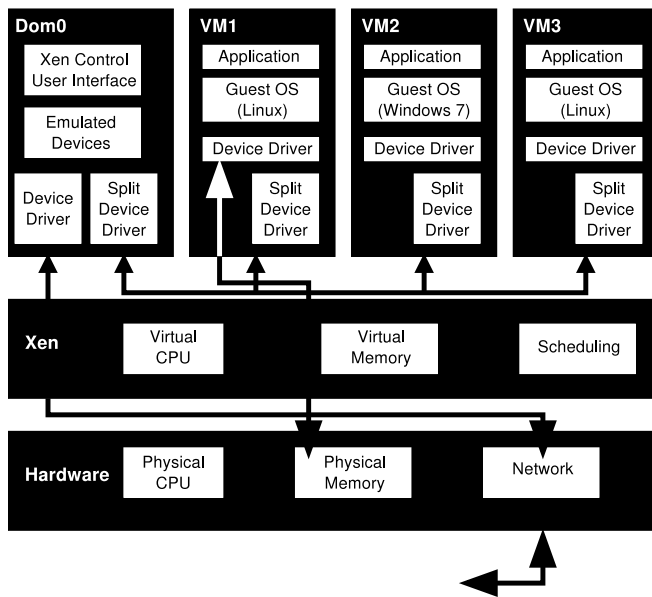 Dom0
Xen Control
User Interface
Emulated
Devices
Device
Driver
Split
Device
Driver
VM1
Application
Guest OS
(Linux)
Device Driver
Split
Device
Driver
VM2
Application
Guest OS
(Windows 7)
Device Driver
Split
Device
Driver
VM3
Application
Guest OS
(Linux)
Device Driver
Split
Device
Driver
Xen
Virtual
CPU
Virtual
Memory
Scheduling
Hardware
Physical
CPU
Physical
Memory
Network